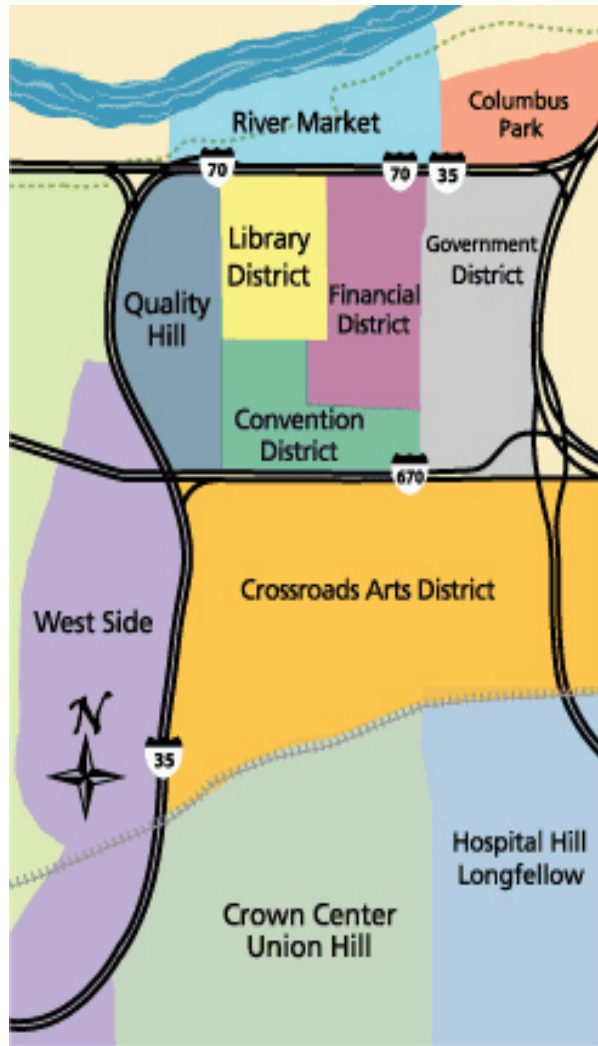 River Market
Columbus
Park
70
70
35
Library
District
Government
District
Quality
Hill
Financial
District
Convention
District
670
Crossroads Arts District
West Side
N
35
Hospital Hill
Longfellow
Crown Center
Union Hill